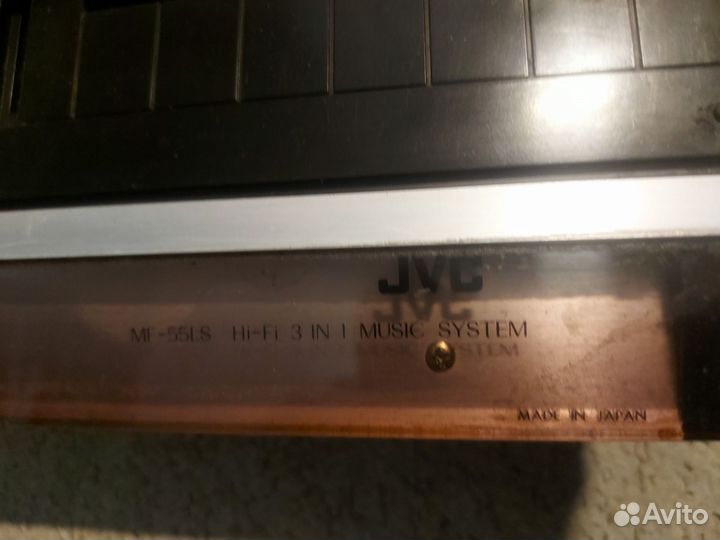 JVC
MF-55LS Hi-Fi 3 IN 1 MUSIC SYSTEM
MADE IN JAPAN
Avito